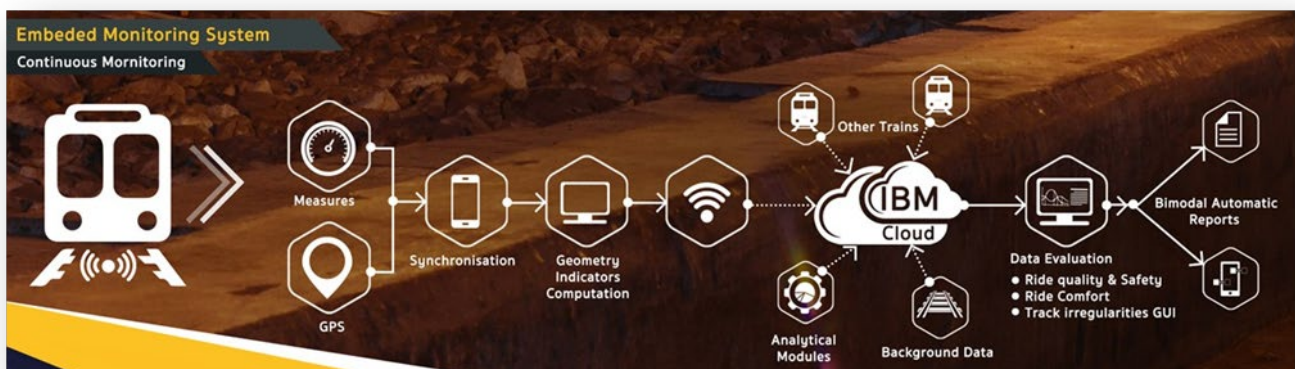 Embeded Monitoring System
Continuous Mornitoring
Measures
GPS
Synchronisation
Geometry
Indicators
Computation
Other Trains
IBM
Cloud
Analytical
Modules
Background Data
Data Evaluation
● Ride quality & Safety
● Ride Comfort
● Track irregularities GUI
Bimodal Automatic
Reports